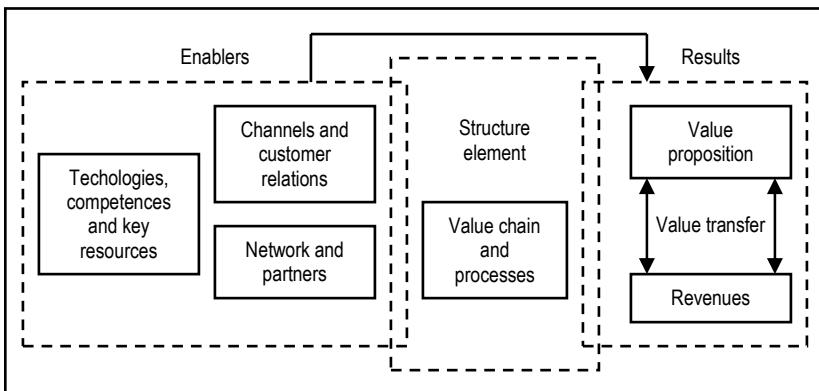 Enablers
Results
Channels and
customer
relations
Structure
element
Value
proposition
Techologies,
competences
and key
resources
Network and
partners
Value chain
and
processes
Value transfer
Revenues